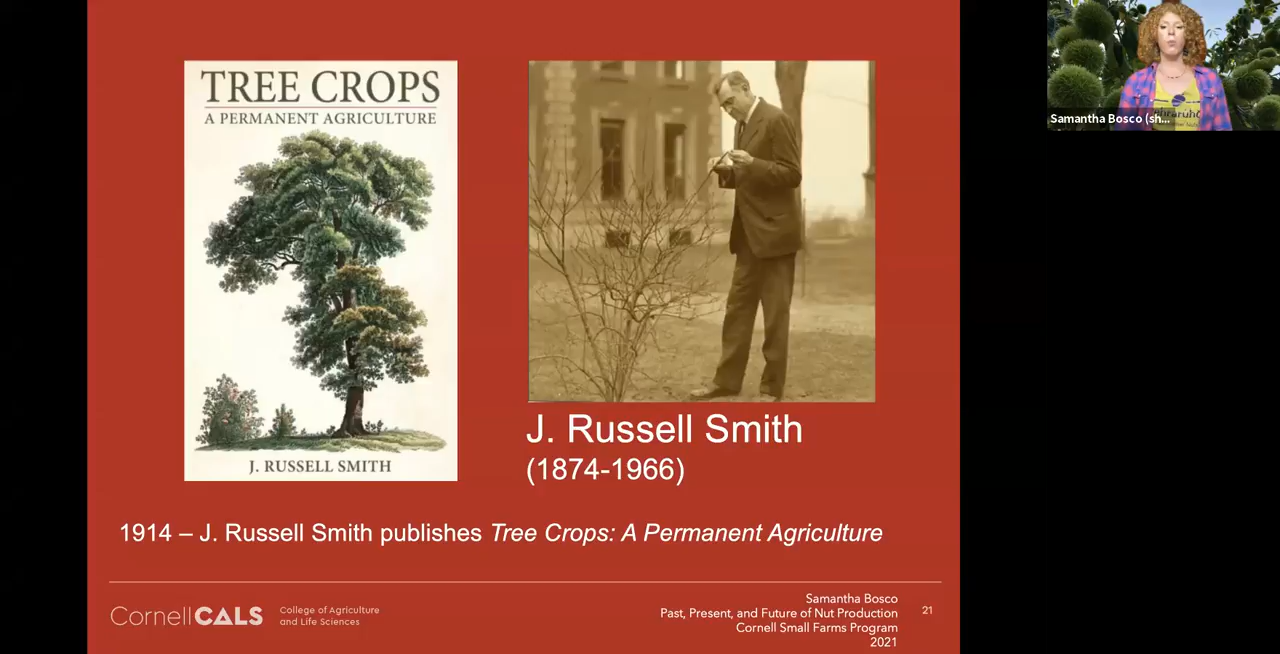 TREE CROPS
A PERMANENT AGRICULTURE
J. RUSSELL SMITH
J. Russell Smith
(1874-1966)
1914 – J. Russell Smith publishes Tree Crops: A Permanent Agriculture
CornellCALS
College of Agriculture
and Life Sciences
Samantha Bosco
Past, Present, and Future of Nut Production
Cornell Small Farms Program
2021
21
Samantha Bosco (sh...